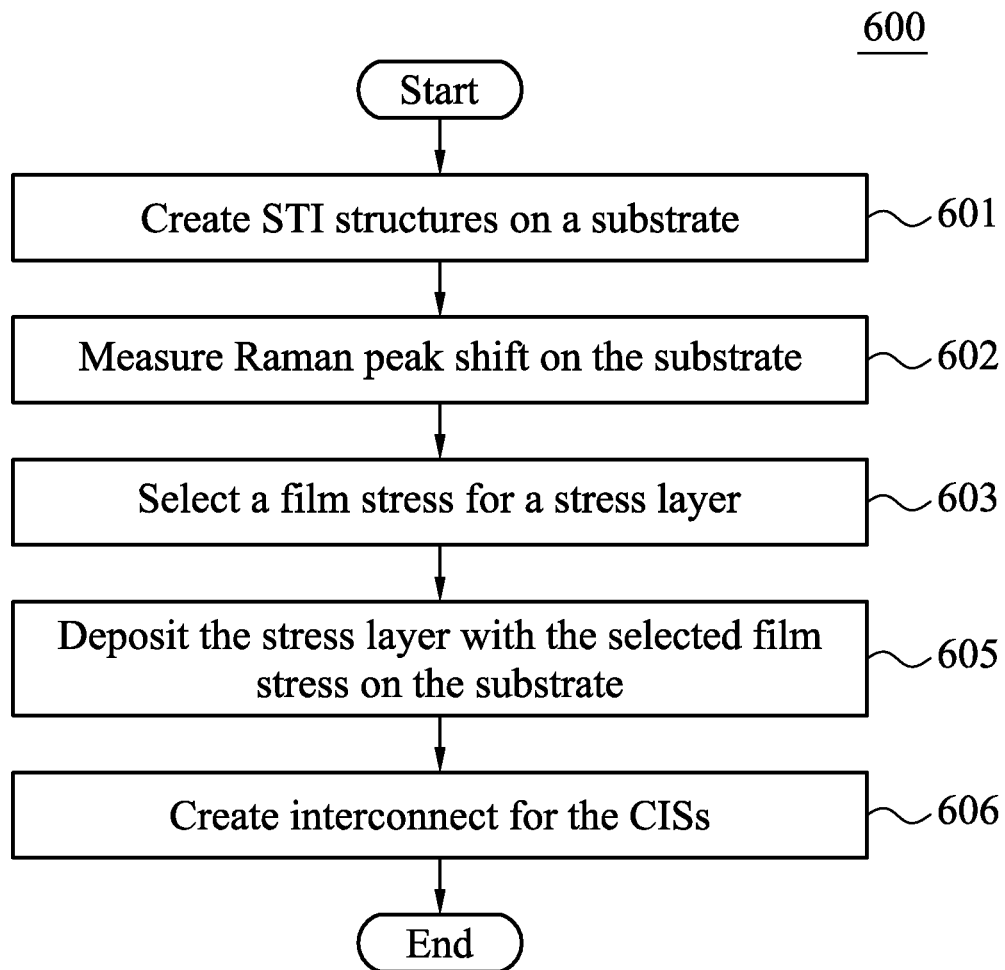 600
Start
Create STI structures on a substrate
601
Measure Raman peak shift on the substrate
602
Select a film stress for a stress layer
603
Deposit the stress layer with the selected film
stress on the substrate
605
Create interconnect for the CISs
606
End